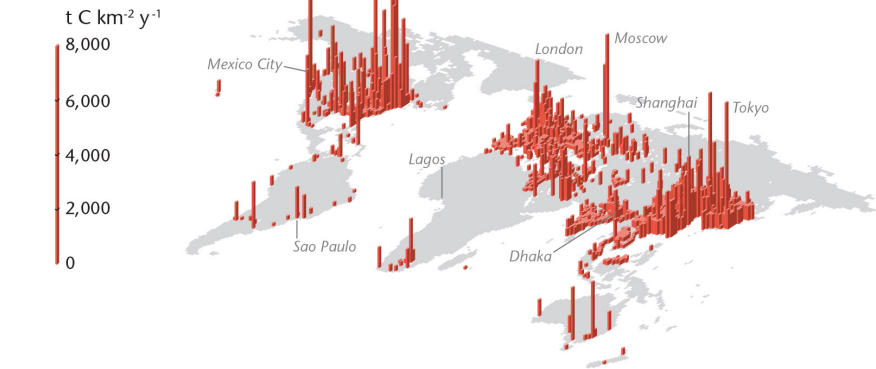 t C km-2 y-1
8,000
6,000
4,000
2,000
0
Mexico City
London
Moscow
Shanghai
Tokyo
Lagos
Sao Paulo
Dhaka